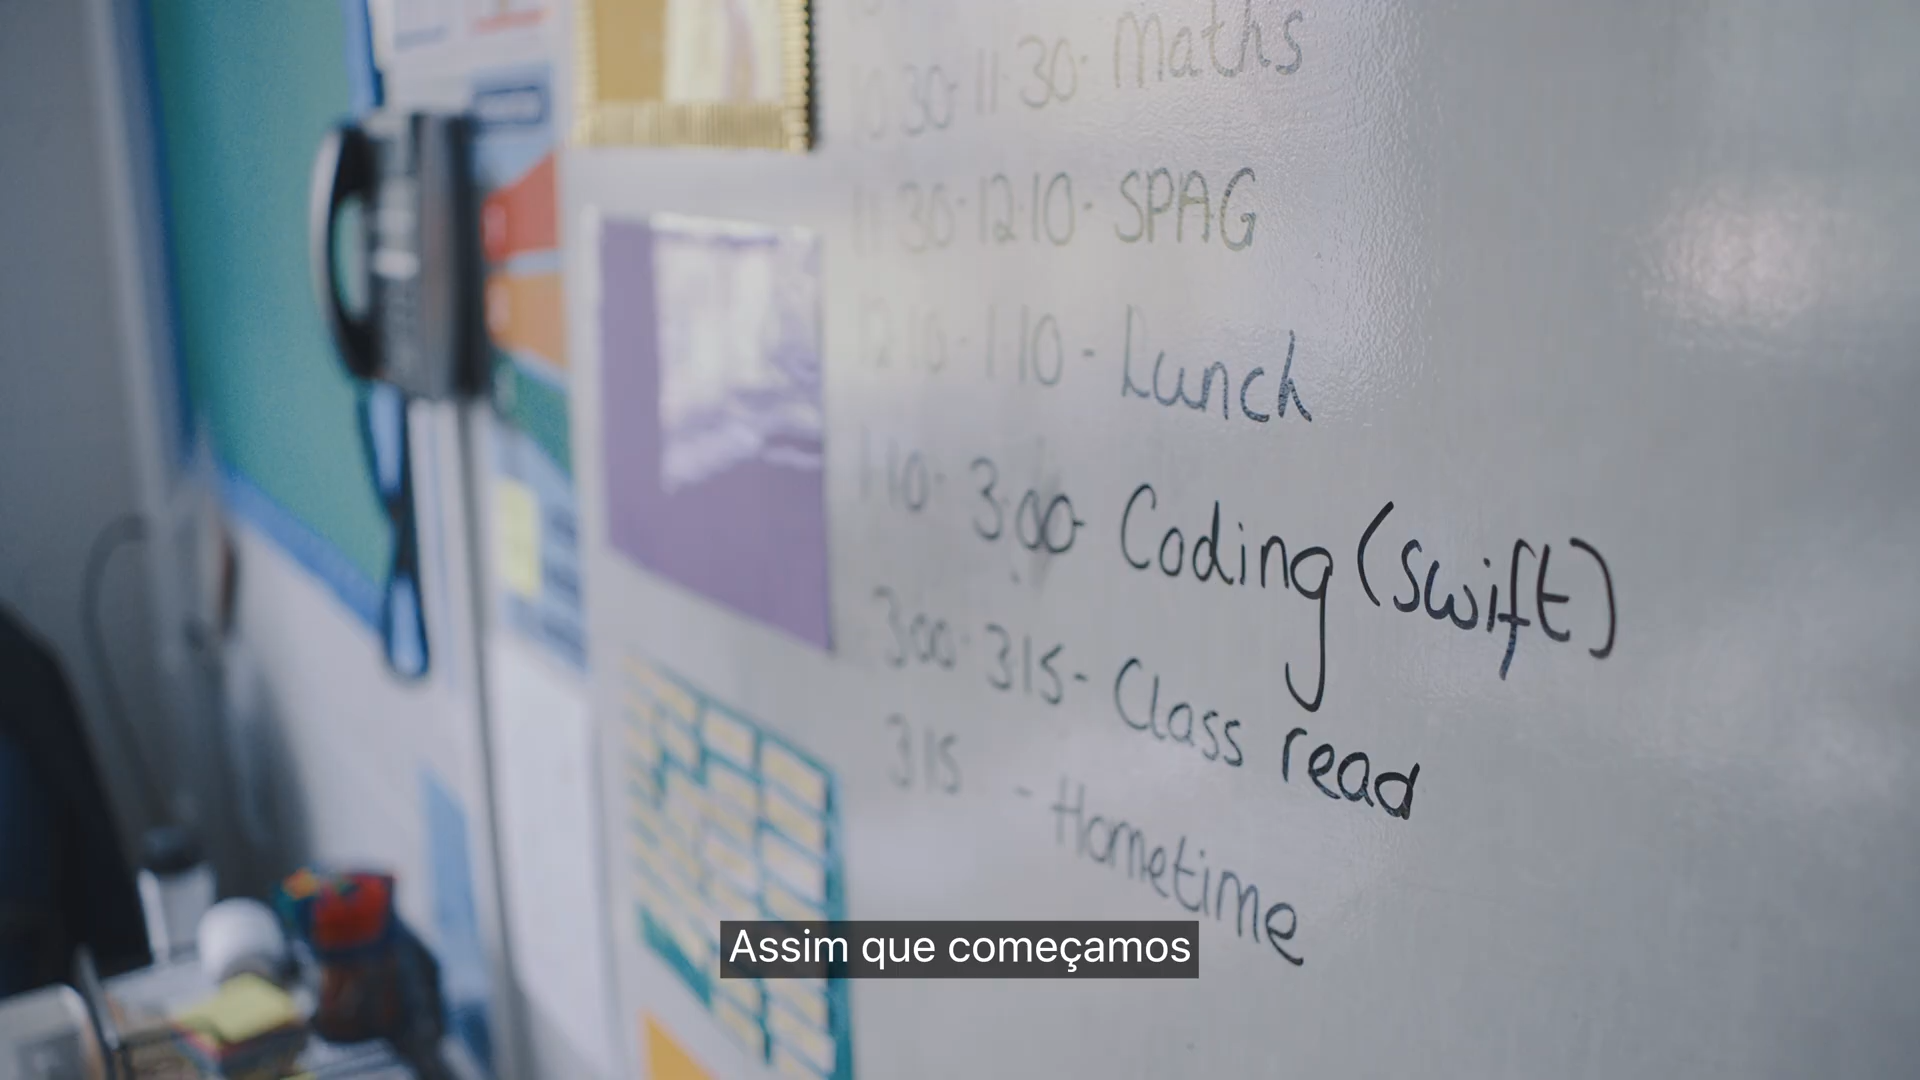 10 30 - 11:30 - Maths
11 30 - 12:10 - SPAG
12 10 - 1 10 - Lunch
1 10 - 3:00 - Coding (Swift)
3:00 - 3:15 - Class read
3 15 - Hometime
Assim que começamos